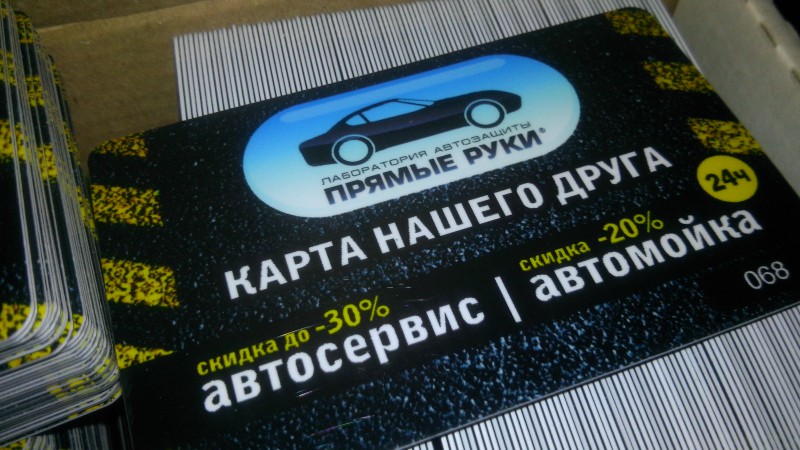 ЛАБОРАТОРИЯ АВТОЗАЩИТЫ
ПРЯМЫЕ РУКИ®
КАРТА НАШЕГО ДРУГА
24ч
скидка до -30%
автосервис |
скидка -20%
автомойка
068